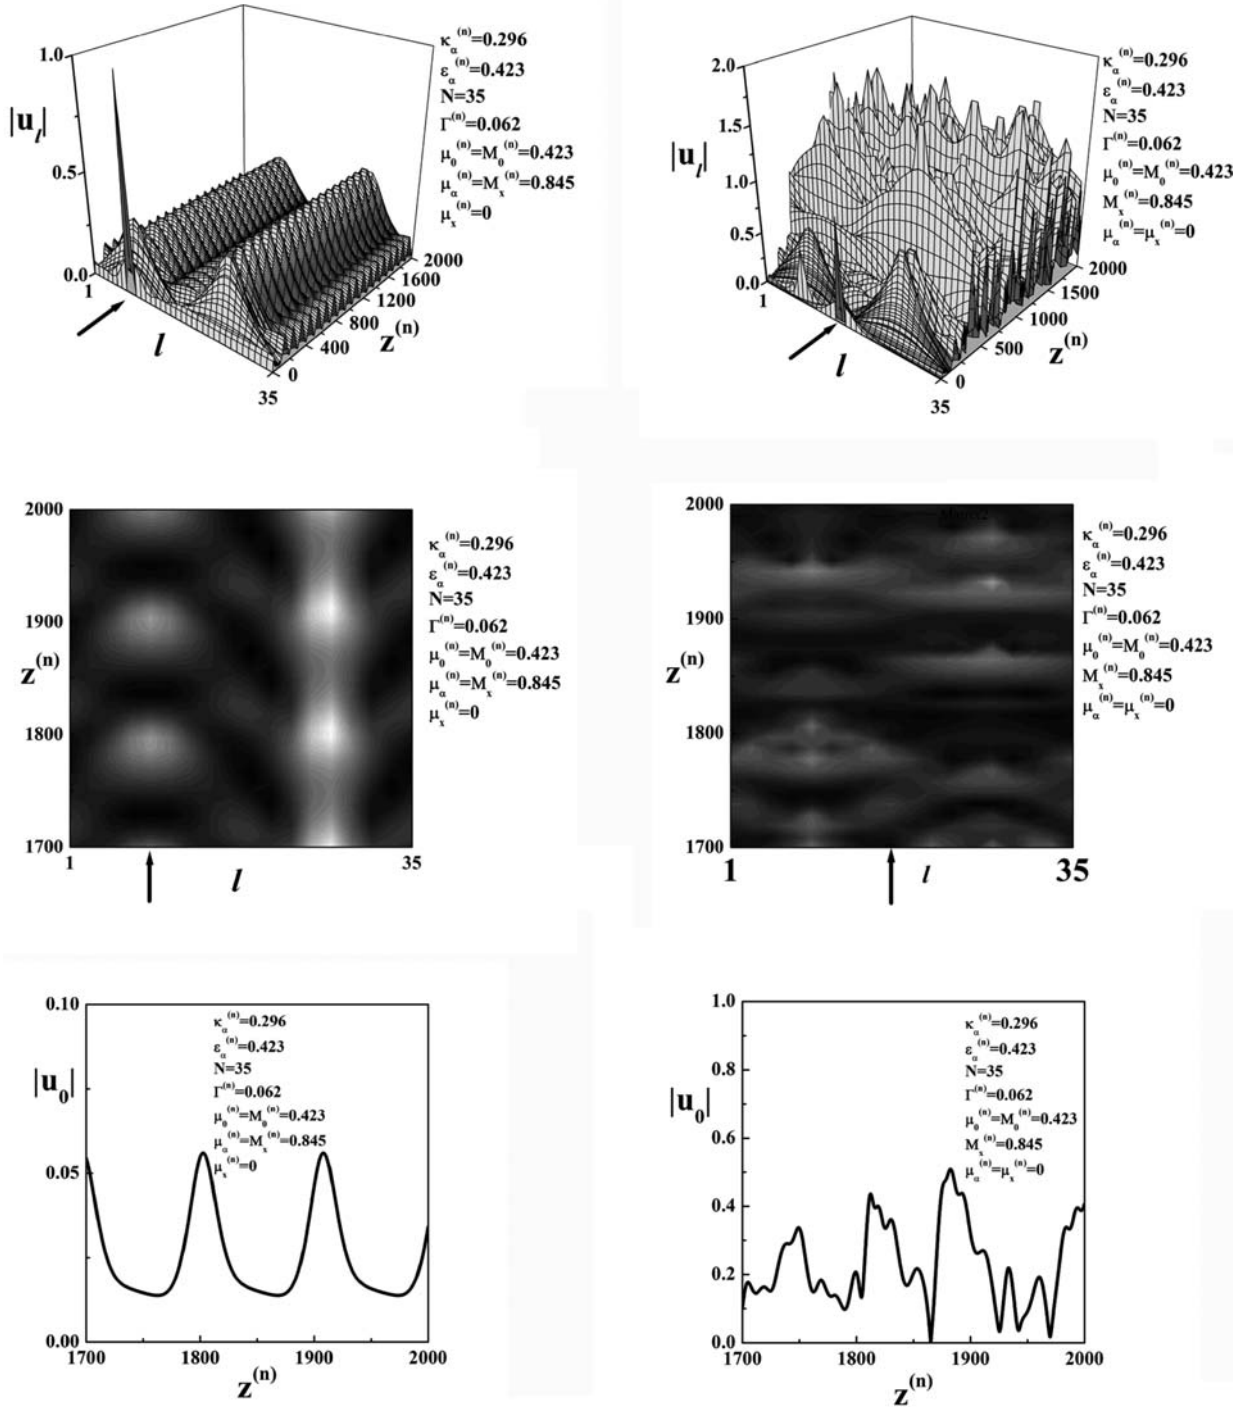 1.0
|u_l|
0.5
0.0
1
l
35
0
400
800
1200
1600
2000
z^(n)
κ_α^(n)=0.296
ε_α^(n)=0.423
N=35
Γ^(n)=0.062
μ_0^(n)=M_0^(n)=0.423
μ_α^(n)=M_x^(n)=0.845
μ_x^(n)=0
2.0
1.5
|u_l|
1.0
0.5
0.0
1
l
35
0
500
1000
1500
2000
z^(n)
κ_α^(n)=0.296
ε_α^(n)=0.423
N=35
Γ^(n)=0.062
μ_0^(n)=M_0^(n)=0.423
M_x^(n)=0.845
μ_α^(n)=μ_x^(n)=0
2000
1900
z^(n)
1800
1700
1
l
35
κ_α^(n)=0.296
ε_α^(n)=0.423
N=35
Γ^(n)=0.062
μ_0^(n)=M_0^(n)=0.423
μ_α^(n)=M_x^(n)=0.845
μ_x^(n)=0
2000
1900
z^(n)
1800
1700
1
l
35
κ_α^(n)=0.296
ε_α^(n)=0.423
N=35
Γ^(n)=0.062
μ_0^(n)=M_0^(n)=0.423
M_x^(n)=0.845
μ_α^(n)=μ_x^(n)=0
0.10
|u_0|
0.05
0.00
1700
1800
1900
2000
z^(n)
κ_α^(n)=0.296
ε_α^(n)=0.423
N=35
Γ^(n)=0.062
μ_0^(n)=M_0^(n)=0.423
μ_α^(n)=M_x^(n)=0.845
μ_x^(n)=0
1.0
0.8
|u_0|
0.6
0.4
0.2
0.0
1700
1800
1900
2000
z^(n)
κ_α^(n)=0.296
ε_α^(n)=0.423
N=35
Γ^(n)=0.062
μ_0^(n)=M_0^(n)=0.423
M_x^(n)=0.845
μ_α^(n)=μ_x^(n)=0